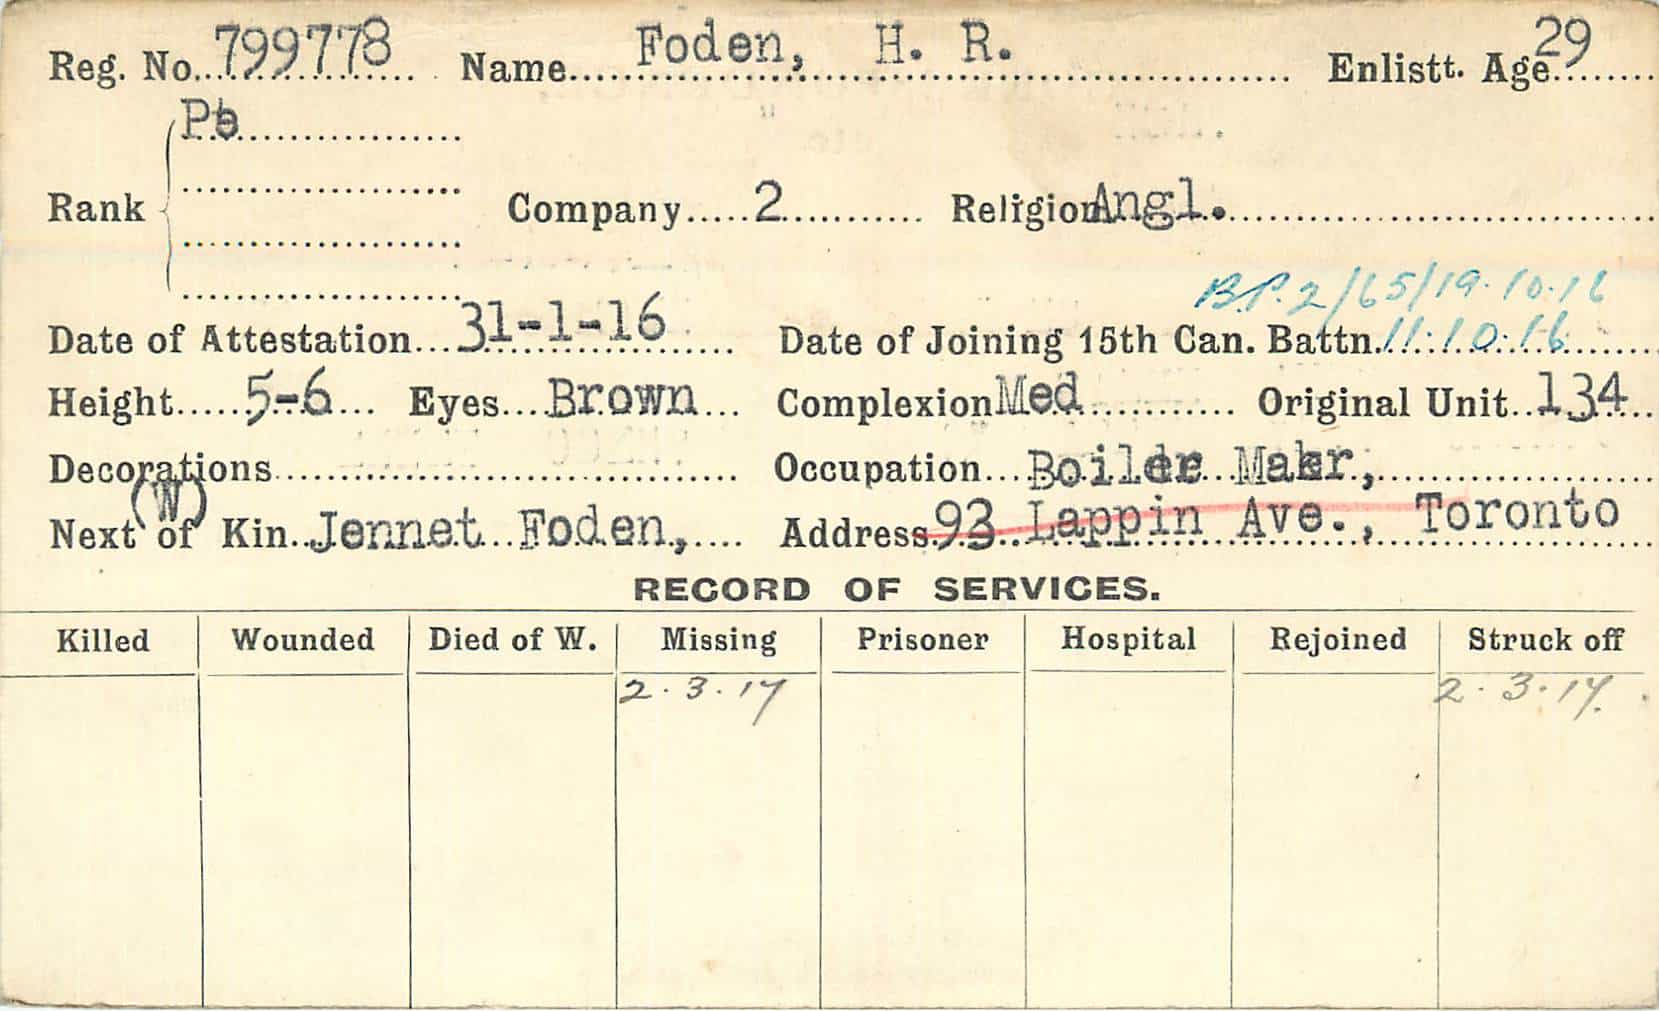 Reg. No. 799778 Name Foden, H. R. Enlistt. Age 29
Pte
Rank Company 2 Religion Angl.
B.P. 2/65/19.10.16
Date of Attestation 31-1-16 Date of Joining 15th Can. Battn. 11.10.16
Height 5-6 Eyes Brown Complexion Med Original Unit 134
Decorations Occupation Boiler Makr,
(W)
Next of Kin Jennet Foden, Address 93 Lappin Ave., Toronto
RECORD OF SERVICES.
Killed Wounded Died of W. Missing Prisoner Hospital Rejoined Struck off
2.3.17 2.3.17.